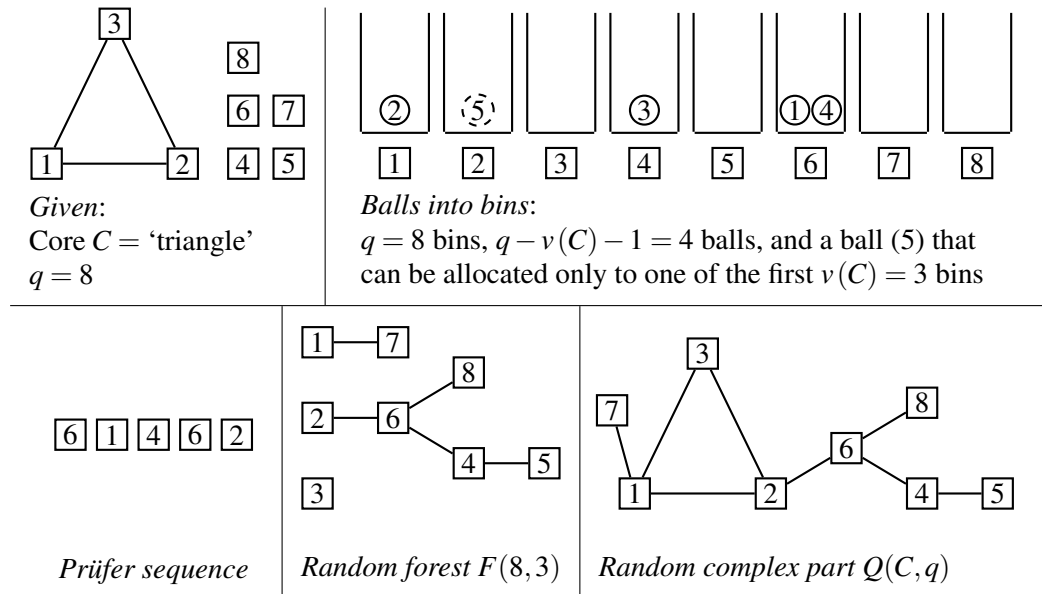 3
8
6 7
1 2 4 5
Given:
Core C = ‘triangle’
q = 8
2 5 3 1 4
1 2 3 4 5 6 7 8
Balls into bins:
q = 8 bins, q − v(C) − 1 = 4 balls, and a ball (5) that
can be allocated only to one of the first v(C) = 3 bins
6 1 4 6 2
Prüfer sequence
1 7
8
2 6
4 5
3
Random forest F(8,3)
3
7 8
6
1 2 4 5
Random complex part Q(C,q)